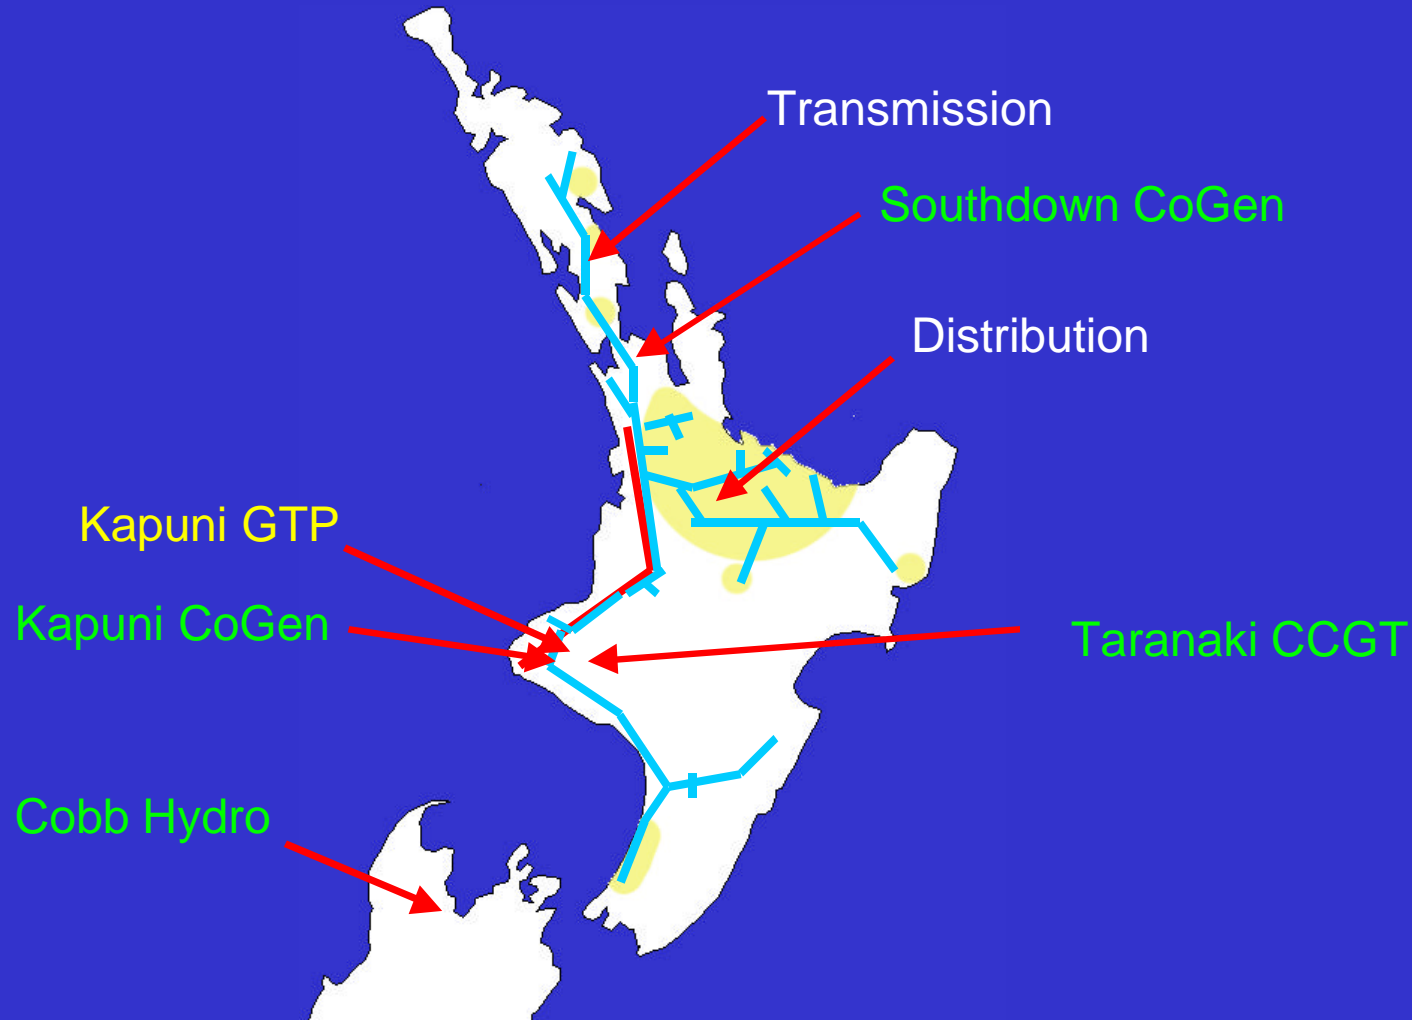 Transmission
Southdown CoGen
Distribution
Kapuni GTP
Kapuni CoGen
Taranaki CCGT
Cobb Hydro